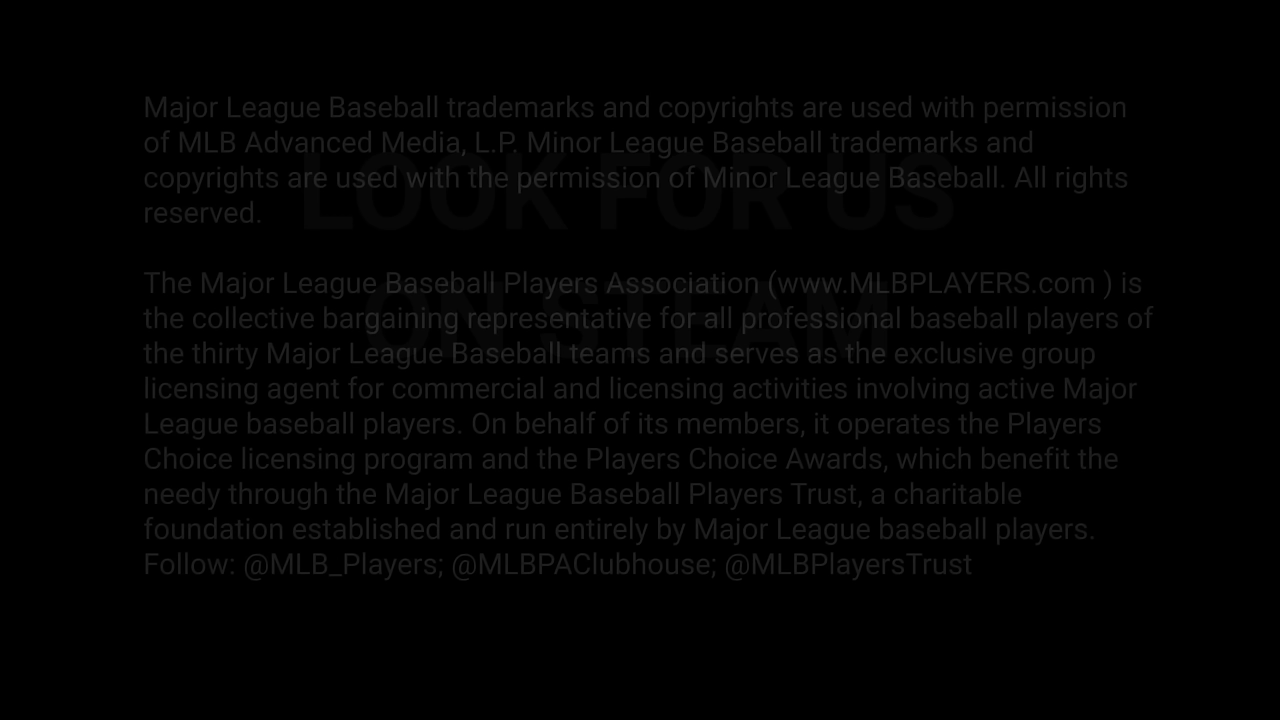 Major League Baseball trademarks and copyrights are used with permission
of MLB Advanced Media, L.P. Minor League Baseball trademarks and
copyrights are used with the permission of Minor League Baseball. All rights
reserved.
LOOK FOR US
ON STEAM
The Major League Baseball Players Association (www.MLBPLAYERS.com ) is
the collective bargaining representative for all professional baseball players of
the thirty Major League Baseball teams and serves as the exclusive group
licensing agent for commercial and licensing activities involving active Major
League baseball players. On behalf of its members, it operates the Players
Choice licensing program and the Players Choice Awards, which benefit the
needy through the Major League Baseball Players Trust, a charitable
foundation established and run entirely by Major League baseball players.
Follow: @MLB_Players; @MLBPAClubhouse; @MLBPlayersTrust